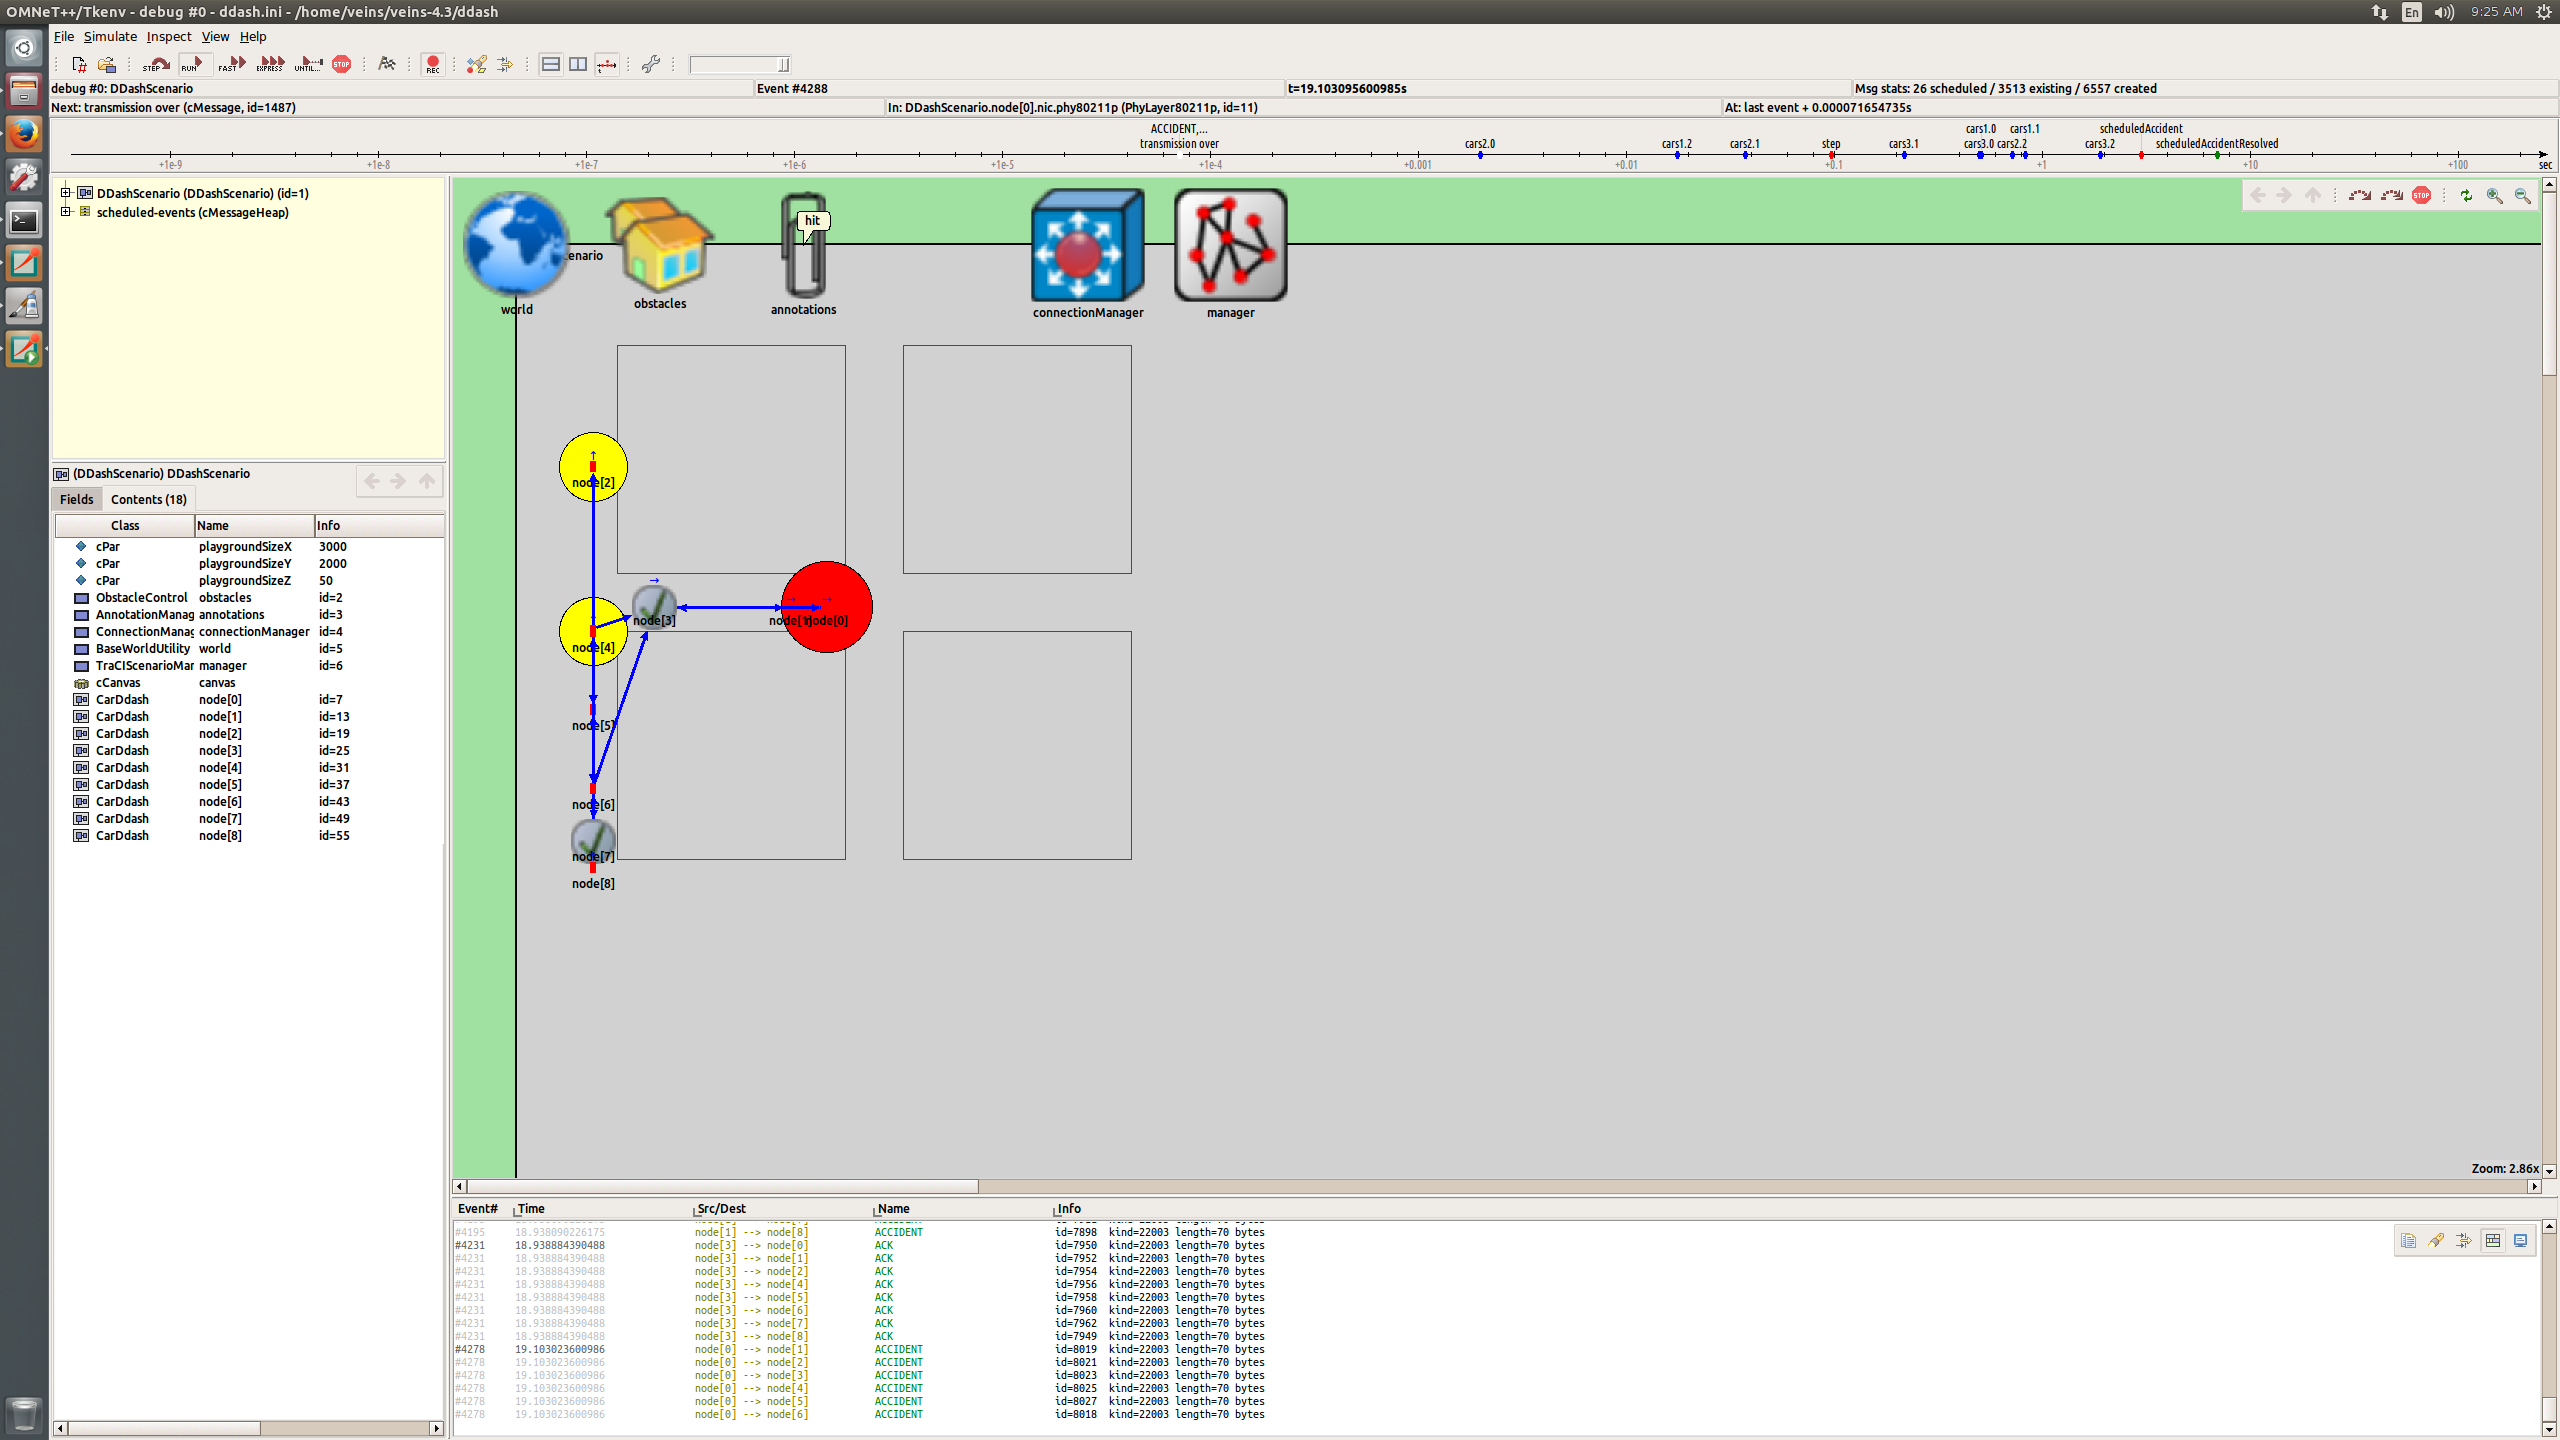 OMNeT++/Tkenv - debug #0 - ddash.ini - /home/veins/veins-4.3/ddash
En 9:25 AM
File Simulate Inspect View Help
STEP RUN FAST EXPRESS UNTIL... STOP REC
debug #0: DDashScenario Event #4288 t=19.103095600985s Msg stats: 26 scheduled / 3513 existing / 6557 created
Next: transmission over (cMessage, id=1487) In: DDashScenario.node[0].nic.phy80211p (PhyLayer80211p, id=11) At: last event + 0.000071654735s
ACCIDENT,... cars1.0 cars1.1 scheduledAccident
transmission over cars2.0 cars1.2 cars2.1 step cars3.1 cars3.0 cars2.2 cars3.2 scheduledAccidentResolved
+1e-9 +1e-8 +1e-7 +1e-6 +1e-5 +1e-4 +0.001 +0.01 +0.1 +1 +10 +100 sec
DDashScenario (DDashScenario) (id=1)
scheduled-events (cMessageHeap)
(DDashScenario) DDashScenario
Fields Contents (18)
Class Name Info
cPar playgroundSizeX 3000
cPar playgroundSizeY 2000
cPar playgroundSizeZ 50
ObstacleControl obstacles id=2
AnnotationManag annotations id=3
ConnectionManag connectionManager id=4
BaseWorldUtility world id=5
TraCIScenarioMar manager id=6
cCanvas canvas
CarDdash node[0] id=7
CarDdash node[1] id=13
CarDdash node[2] id=19
CarDdash node[3] id=25
CarDdash node[4] id=31
CarDdash node[5] id=37
CarDdash node[6] id=43
CarDdash node[7] id=49
CarDdash node[8] id=55
STOP
hit
enario
world
obstacles
annotations
connectionManager
manager
node[2]
node[3]
node[1]
node[0]
node[4]
node[5]
node[6]
node[7]
node[8]
Zoom: 2.86x
Event# Time Src/Dest Name Info
#4195 18.938090226175 node[1] --> node[8] ACCIDENT id=7898 kind=22003 length=70 bytes
#4231 18.938884390488 node[3] --> node[0] ACK id=7950 kind=22003 length=70 bytes
#4231 18.938884390488 node[3] --> node[1] ACK id=7952 kind=22003 length=70 bytes
#4231 18.938884390488 node[3] --> node[2] ACK id=7954 kind=22003 length=70 bytes
#4231 18.938884390488 node[3] --> node[4] ACK id=7956 kind=22003 length=70 bytes
#4231 18.938884390488 node[3] --> node[5] ACK id=7958 kind=22003 length=70 bytes
#4231 18.938884390488 node[3] --> node[6] ACK id=7960 kind=22003 length=70 bytes
#4231 18.938884390488 node[3] --> node[7] ACK id=7962 kind=22003 length=70 bytes
#4231 18.938884390488 node[3] --> node[8] ACK id=7949 kind=22003 length=70 bytes
#4278 19.103023600986 node[0] --> node[1] ACCIDENT id=8019 kind=22003 length=70 bytes
#4278 19.103023600986 node[0] --> node[2] ACCIDENT id=8021 kind=22003 length=70 bytes
#4278 19.103023600986 node[0] --> node[3] ACCIDENT id=8023 kind=22003 length=70 bytes
#4278 19.103023600986 node[0] --> node[4] ACCIDENT id=8025 kind=22003 length=70 bytes
#4278 19.103023600986 node[0] --> node[5] ACCIDENT id=8027 kind=22003 length=70 bytes
#4278 19.103023600986 node[0] --> node[6] ACCIDENT id=8018 kind=22003 length=70 bytes